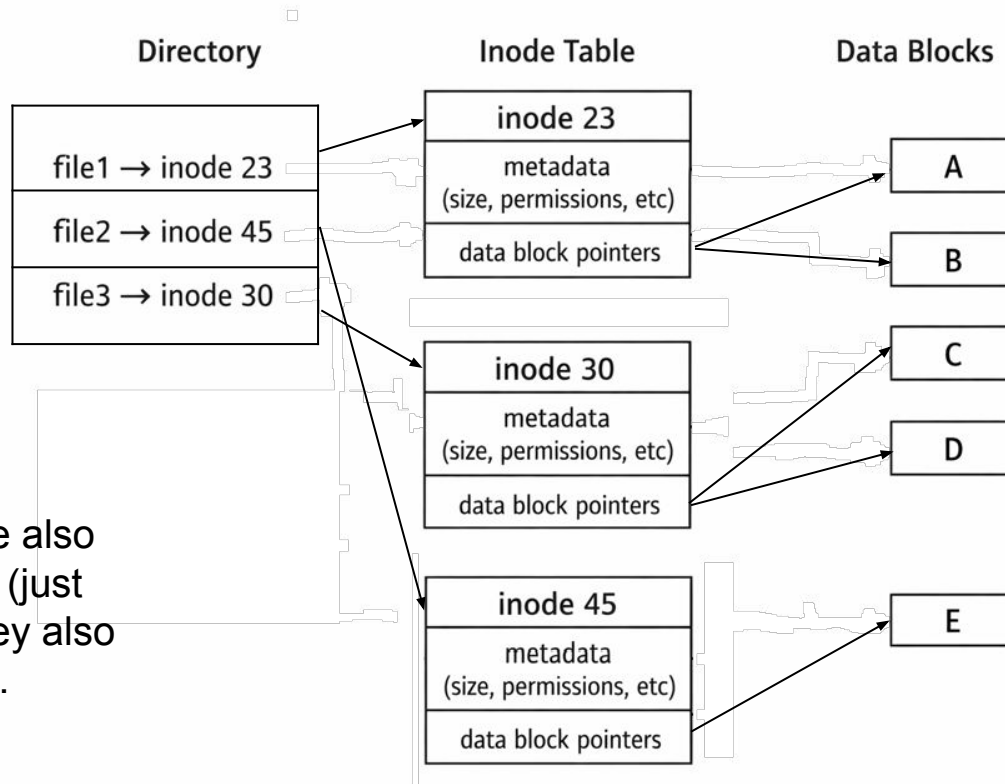 Directory
Inode Table
Data Blocks
file1 → inode 23
file2 → inode 45
file3 → inode 30
inode 23
metadata
(size, permissions, etc)
data block pointers
inode 30
metadata
(size, permissions, etc)
data block pointers
inode 45
metadata
(size, permissions, etc)
data block pointers
A
B
C
D
E
also
(just
also
.